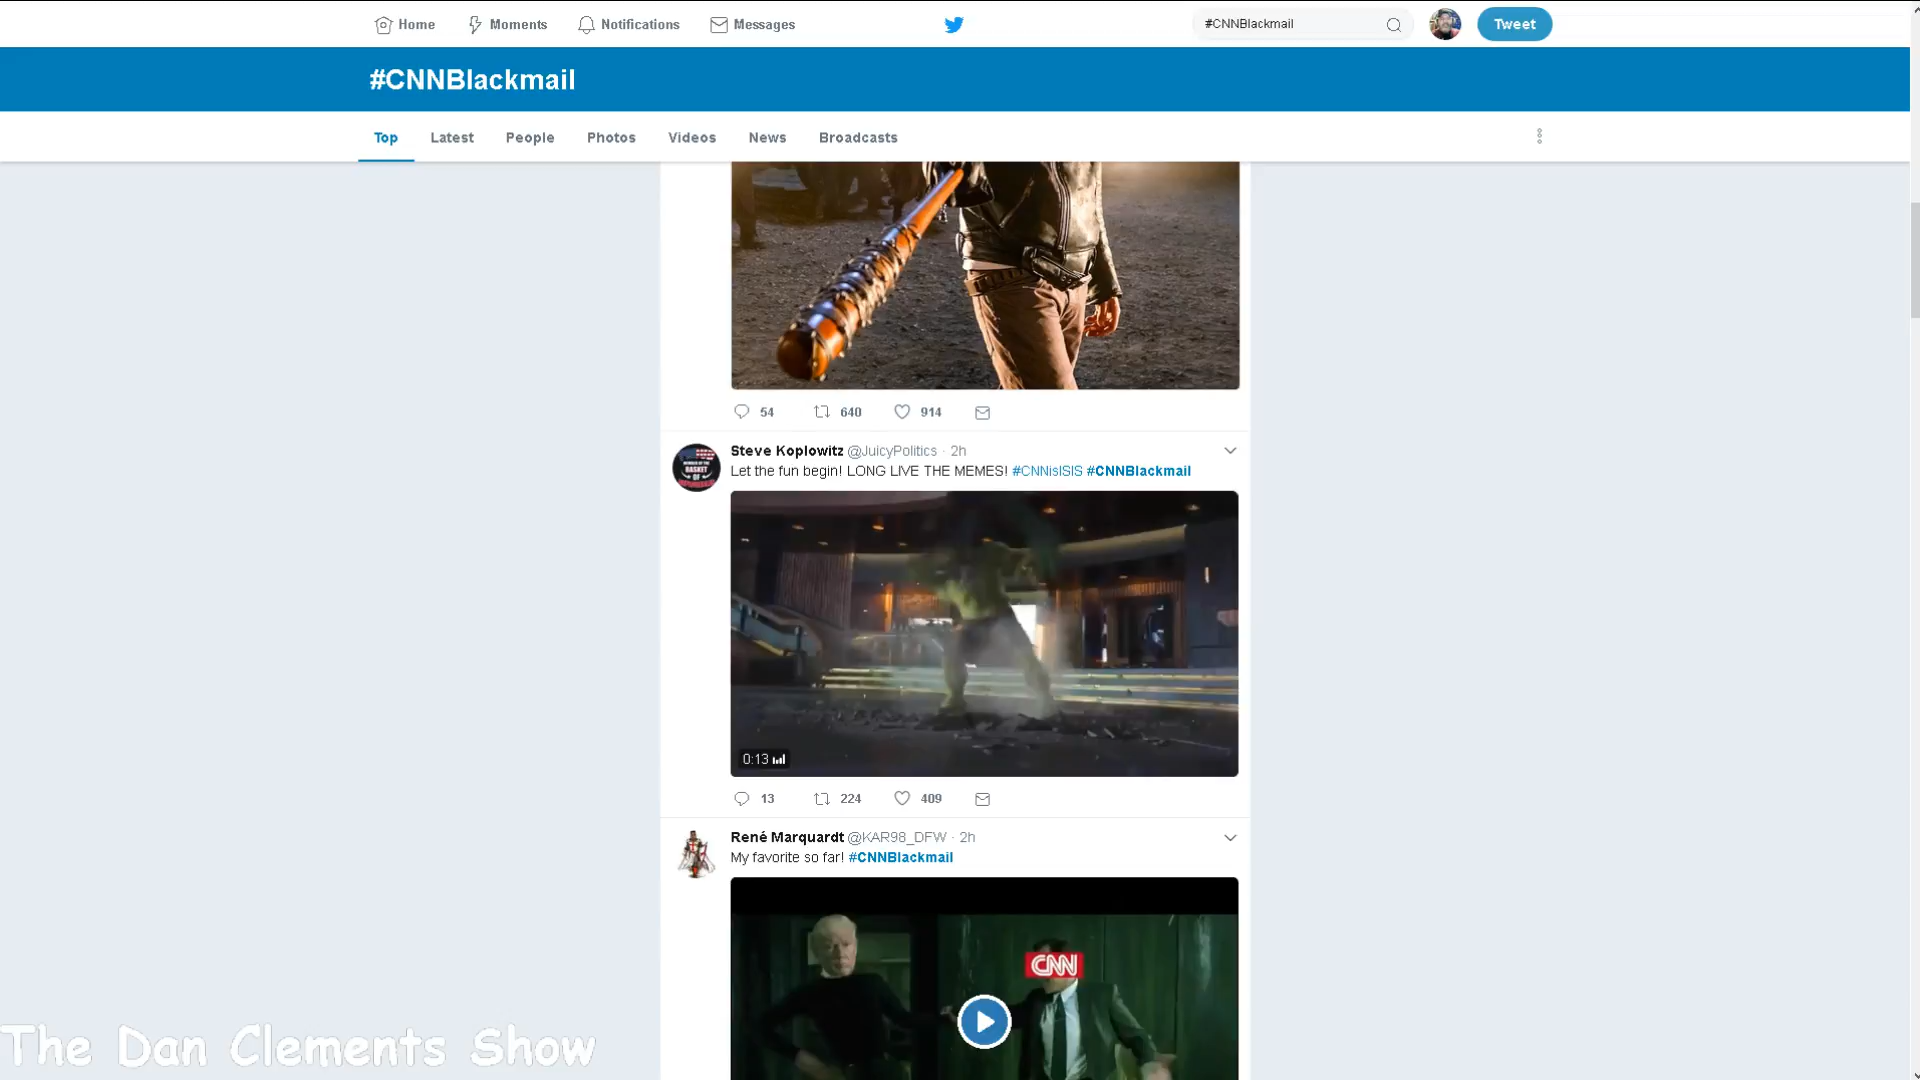 Home Moments Notifications Messages #CNNBlackmail Tweet
#CNNBlackmail
Top Latest People Photos Videos News Broadcasts
54 640 914
Steve Koplowitz @JuicyPolitics · 2h
Let the fun begin! LONG LIVE THE MEMES! #CNNisISIS #CNNBlackmail
BASKET
OF
0:13
13 224 409
René Marquardt @KAR98_DFW · 2h
My favorite so far! #CNNBlackmail
CNN
The Dan Clements Show